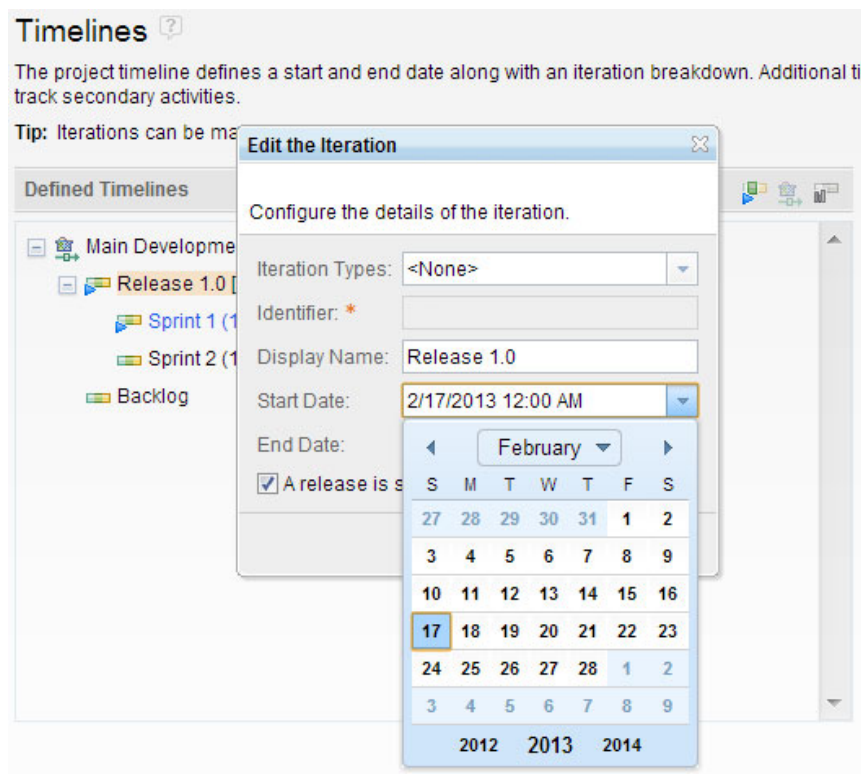 Timelines ?
The project timeline defines a start and end date along with an iteration breakdown. Additional ti
track secondary activities.
Tip: Iterations can be ma
Edit the Iteration
Defined Timelines
Configure the details of the iteration.
Main Developme
Iteration Types: <None>
Release 1.0 [
Identifier: *
Sprint 1 (1
Sprint 2 (1
Display Name: Release 1.0
Backlog
Start Date: 2/17/2013 12:00 AM
End Date:
February
A release is s
S M T W T F S
27 28 29 30 31 1 2
3 4 5 6 7 8 9
10 11 12 13 14 15 16
17 18 19 20 21 22 23
24 25 26 27 28 1 2
3 4 5 6 7 8 9
2012 2013 2014